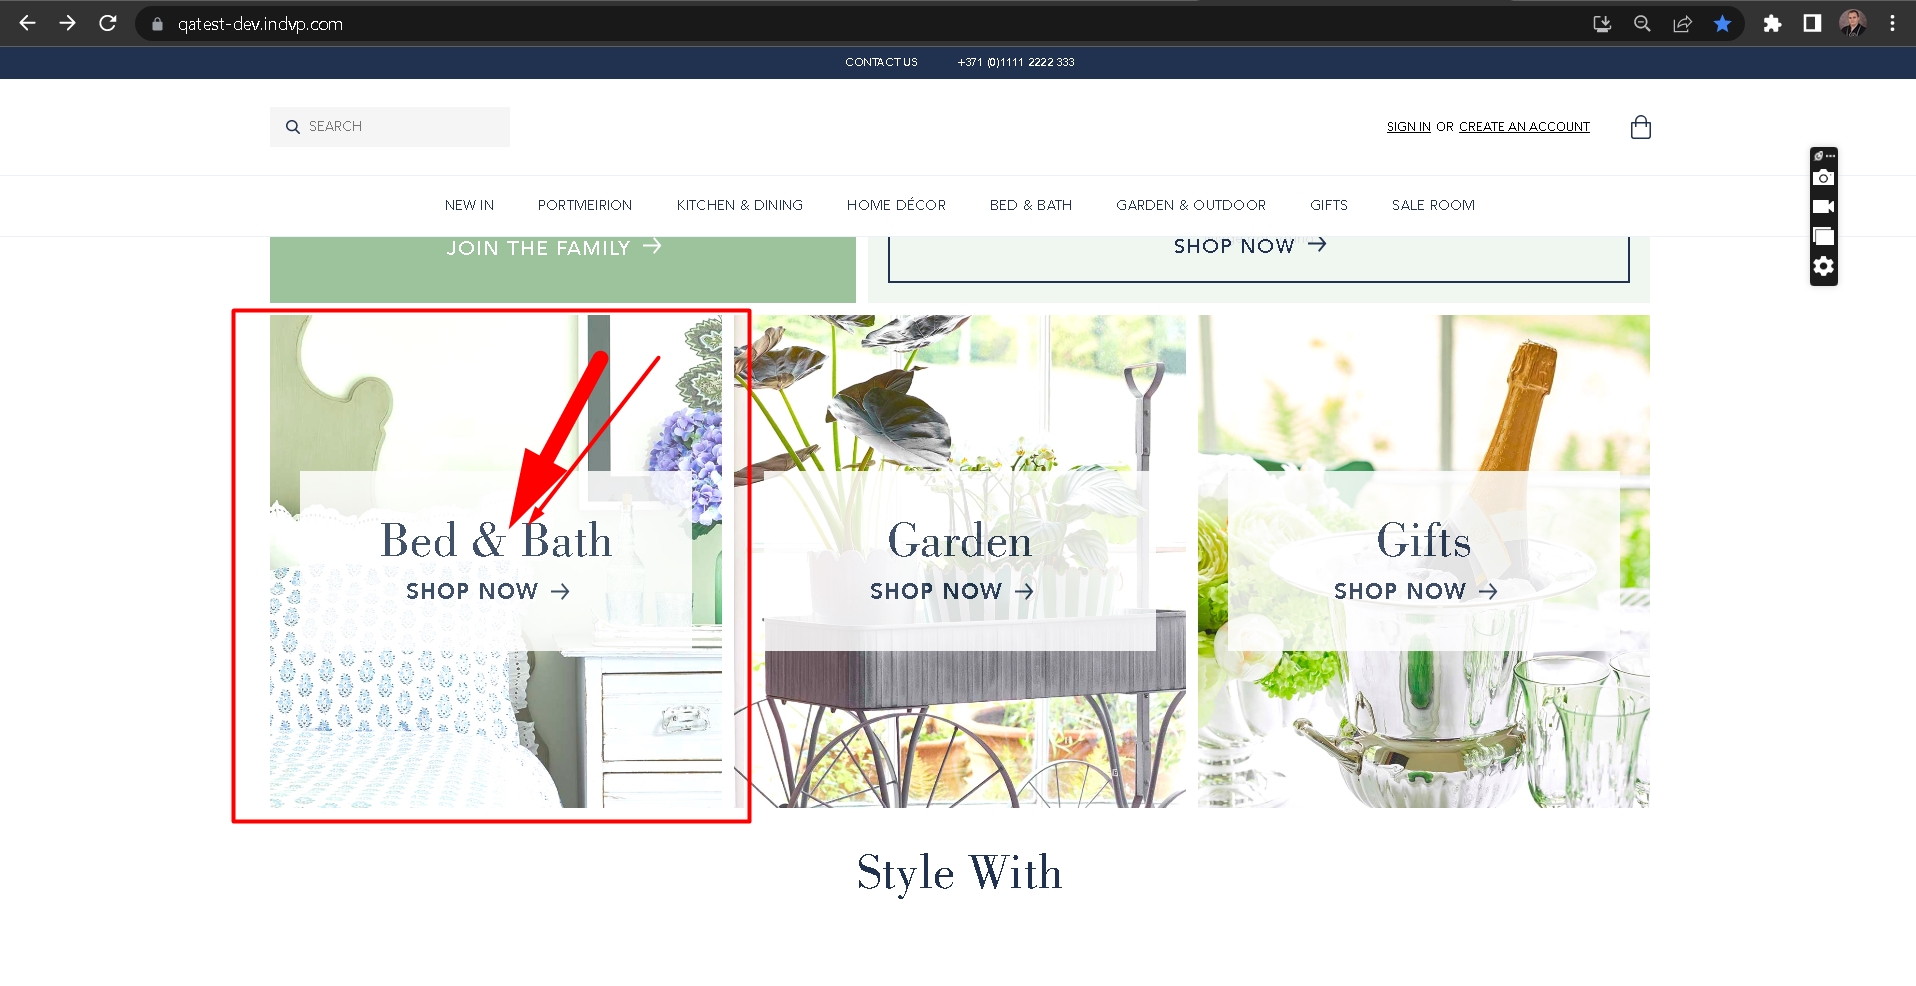 qatest-dev.indvp.com
CONTACT US +371 (0)1111 2222 333
SEARCH
SIGN IN OR CREATE AN ACCOUNT
NEW IN PORTMEIRION KITCHEN & DINING HOME DÉCOR BED & BATH GARDEN & OUTDOOR GIFTS SALE ROOM
JOIN THE FAMILY →
SHOP NOW →
Bed & Bath
SHOP NOW →
Garden
SHOP NOW →
Gifts
SHOP NOW →
Style With